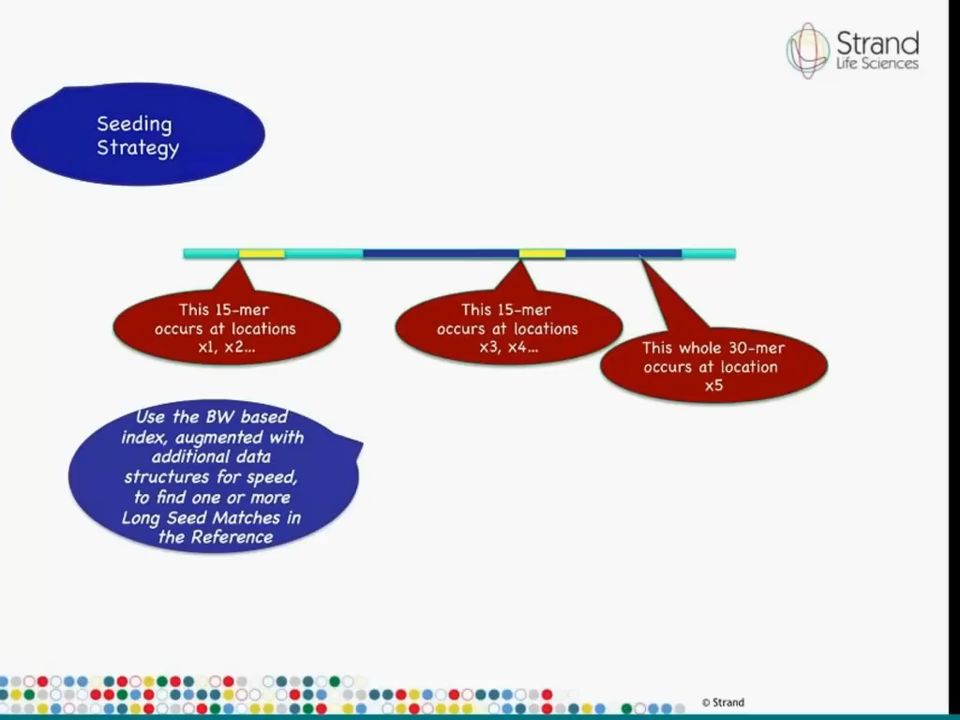 Strand
Life Sciences
Seeding
Strategy
This 15-mer
occurs at locations
x1, x2...
This 15-mer
occurs at locations
x3, x4...
This whole 30-mer
occurs at location
x5
Use the BW based
index, augmented with
additional data
structures for speed,
to find one or more
Long Seed Matches in
the Reference
© Strand